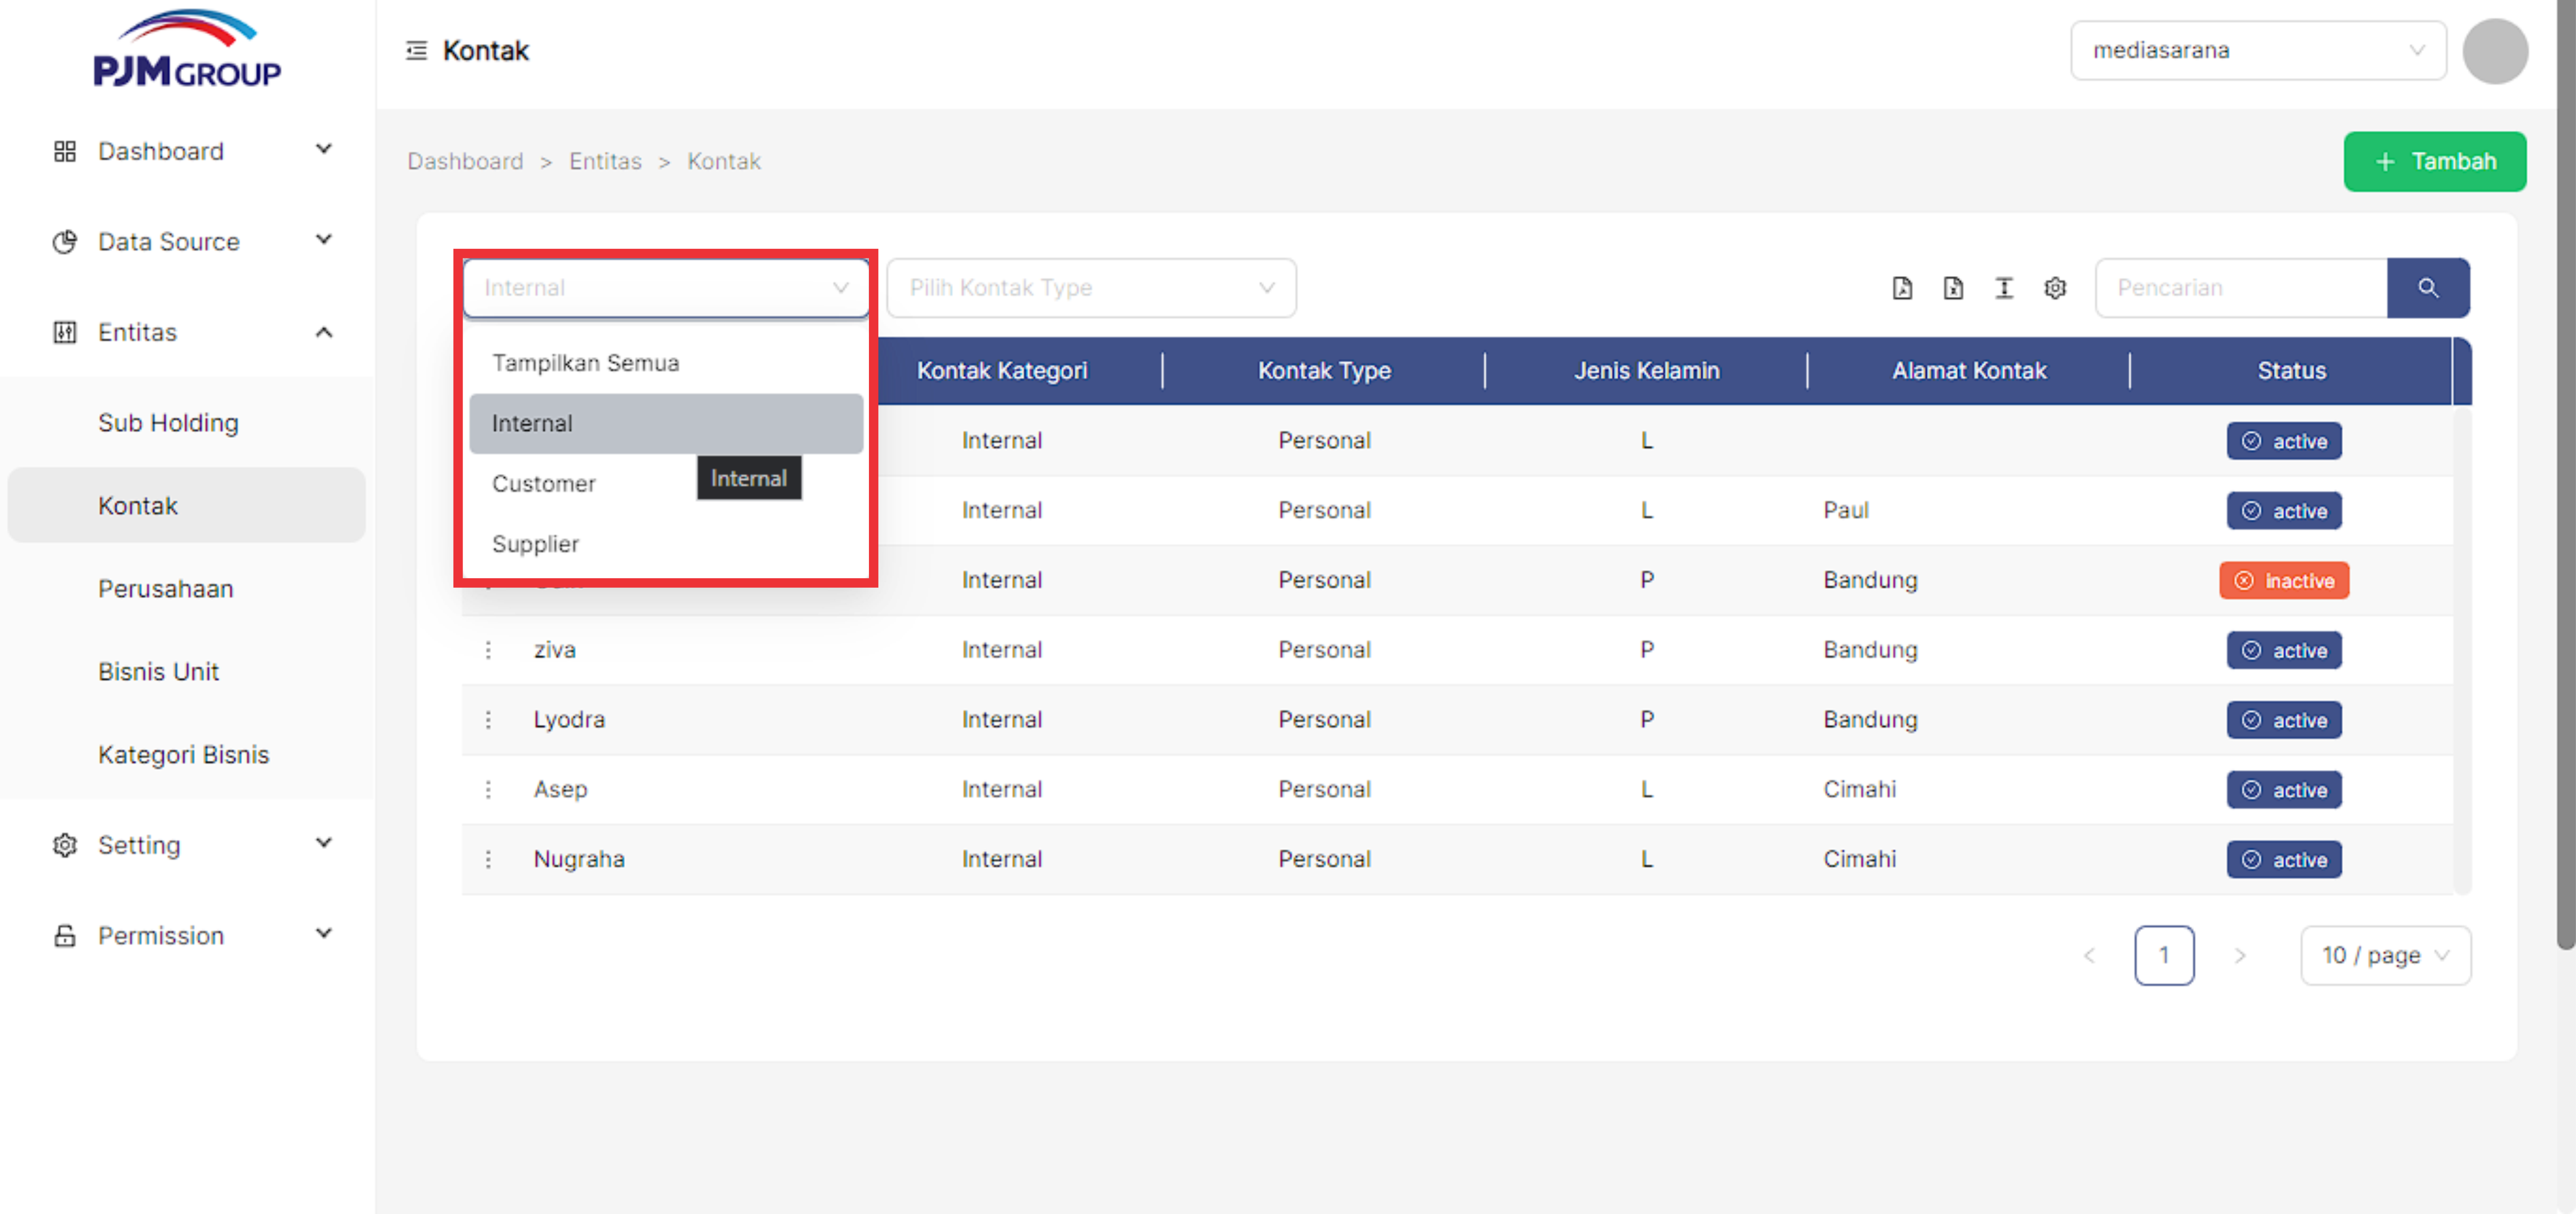 PJM GROUP
Kontak
mediasarana
Dashboard
Data Source
Entitas
Sub Holding
Kontak
Perusahaan
Bisnis Unit
Kategori Bisnis
Setting
Permission
Dashboard > Entitas > Kontak
+ Tambah
Internal
Pilih Kontak Type
Pencarian
Tampilkan Semua
Internal
Customer
Internal
Supplier
Kontak Kategori Kontak Type Jenis Kelamin Alamat Kontak Status
Internal Personal L active
Internal Personal L Paul active
Internal Personal P Bandung inactive
ziva Internal Personal P Bandung active
Lyodra Internal Personal P Bandung active
Asep Internal Personal L Cimahi active
Nugraha Internal Personal L Cimahi active
< 1 > 10 / page